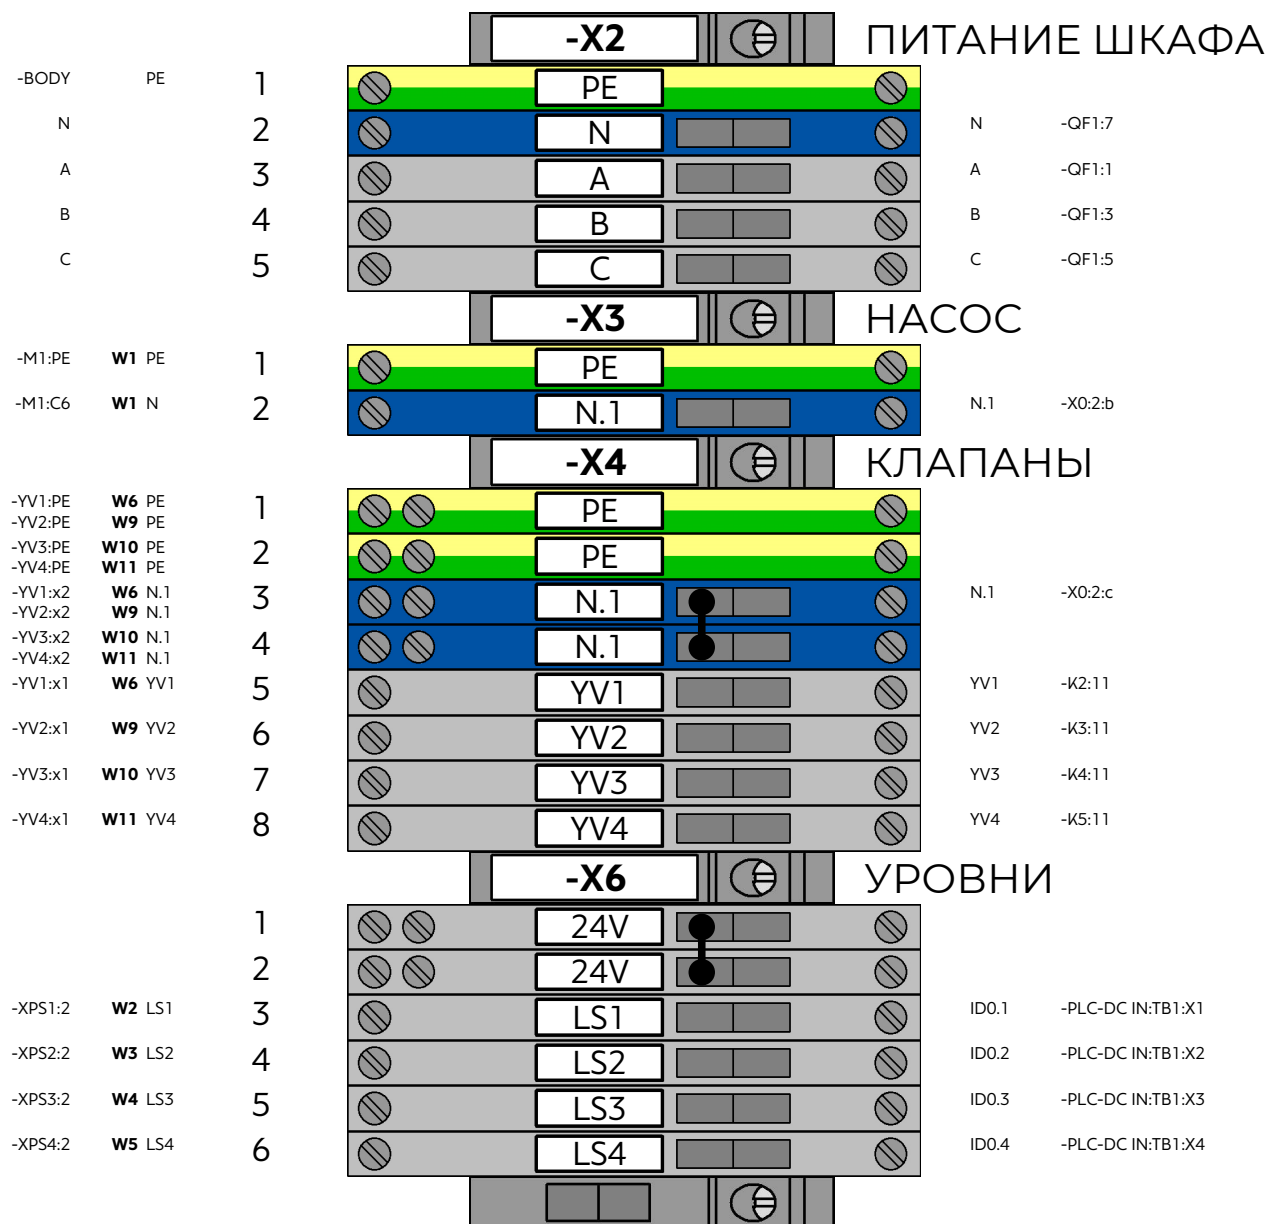 -X2 ПИТАНИЕ ШКАФА
-BODY PE 1 PE
N 2 N N -QF1:7
A 3 A A -QF1:1
B 4 B B -QF1:3
C 5 C C -QF1:5
-X3 НАСОС
-M1:PE W1 PE 1 PE
-M1:C6 W1 N 2 N.1 N.1 -X0:2:b
-X4 КЛАПАНЫ
-YV1:PE W6 PE 1 PE
-YV2:PE W9 PE
-YV3:PE W10 PE 2 PE
-YV4:PE W11 PE
-YV1:x2 W6 N.1 3 N.1 N.1 -X0:2:c
-YV2:x2 W9 N.1
-YV3:x2 W10 N.1 4 N.1
-YV4:x2 W11 N.1
-YV1:x1 W6 YV1 5 YV1 YV1 -K2:11
-YV2:x1 W9 YV2 6 YV2 YV2 -K3:11
-YV3:x1 W10 YV3 7 YV3 YV3 -K4:11
-YV4:x1 W11 YV4 8 YV4 YV4 -K5:11
-X6 УРОВНИ
1 24V
2 24V
-XPS1:2 W2 LS1 3 LS1 ID0.1 -PLC-DC IN:TB1:X1
-XPS2:2 W3 LS2 4 LS2 ID0.2 -PLC-DC IN:TB1:X2
-XPS3:2 W4 LS3 5 LS3 ID0.3 -PLC-DC IN:TB1:X3
-XPS4:2 W5 LS4 6 LS4 ID0.4 -PLC-DC IN:TB1:X4